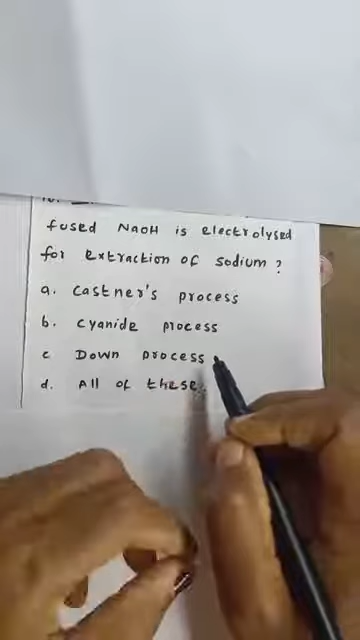 fused NaOH is electrolysed
for extraction of sodium ?
a. castner's process
b. cyanide process
c Down process
d. All of these.